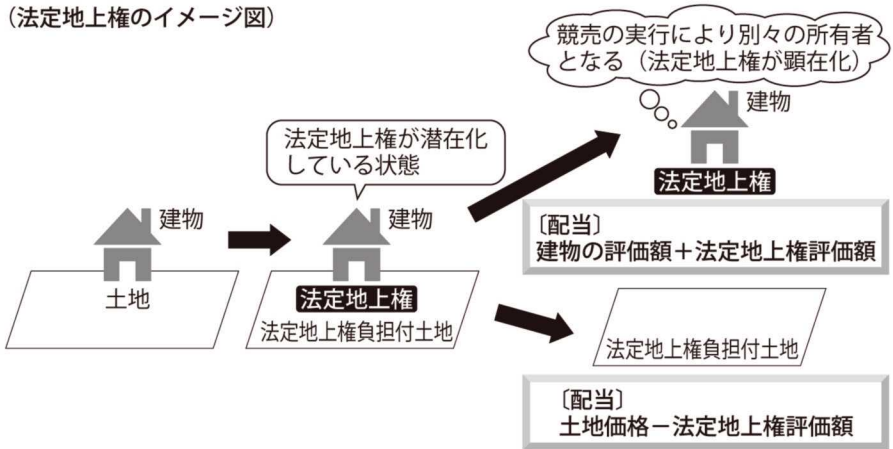 （法定地上権のイメージ図）
競売の実行により別々の所有者
となる（法定地上権が顕在化）
建物
法定地上権
〔配当〕
建物の評価額＋法定地上権評価額
法定地上権が潜在化
している状態
建物
土地
建物
法定地上権
法定地上権負担付土地
法定地上権負担付土地
〔配当〕
土地価格－法定地上権評価額